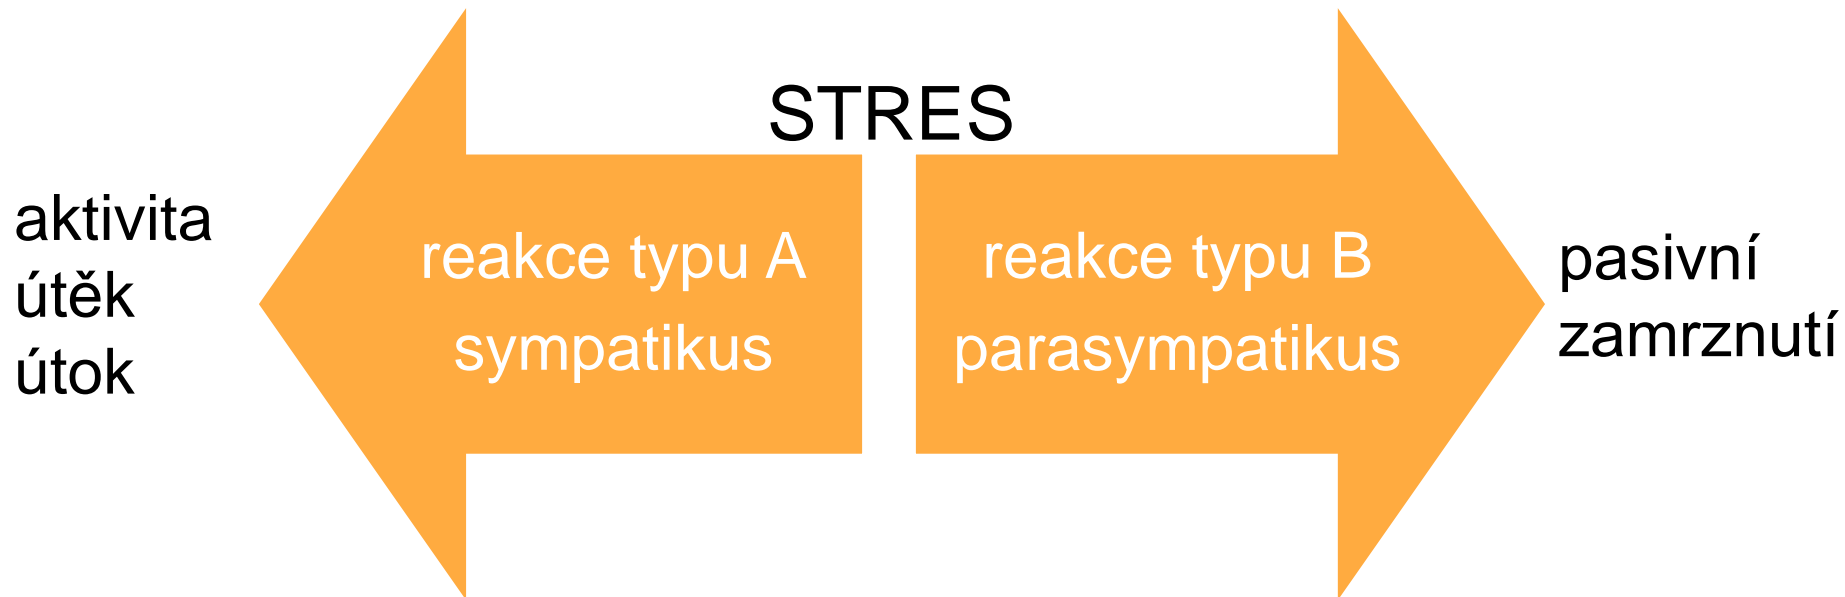 STRES
aktivita
útěk
útok
reakce typu A
sympatikus
reakce typu B
parasympatikus
pasivní
zamrznutí